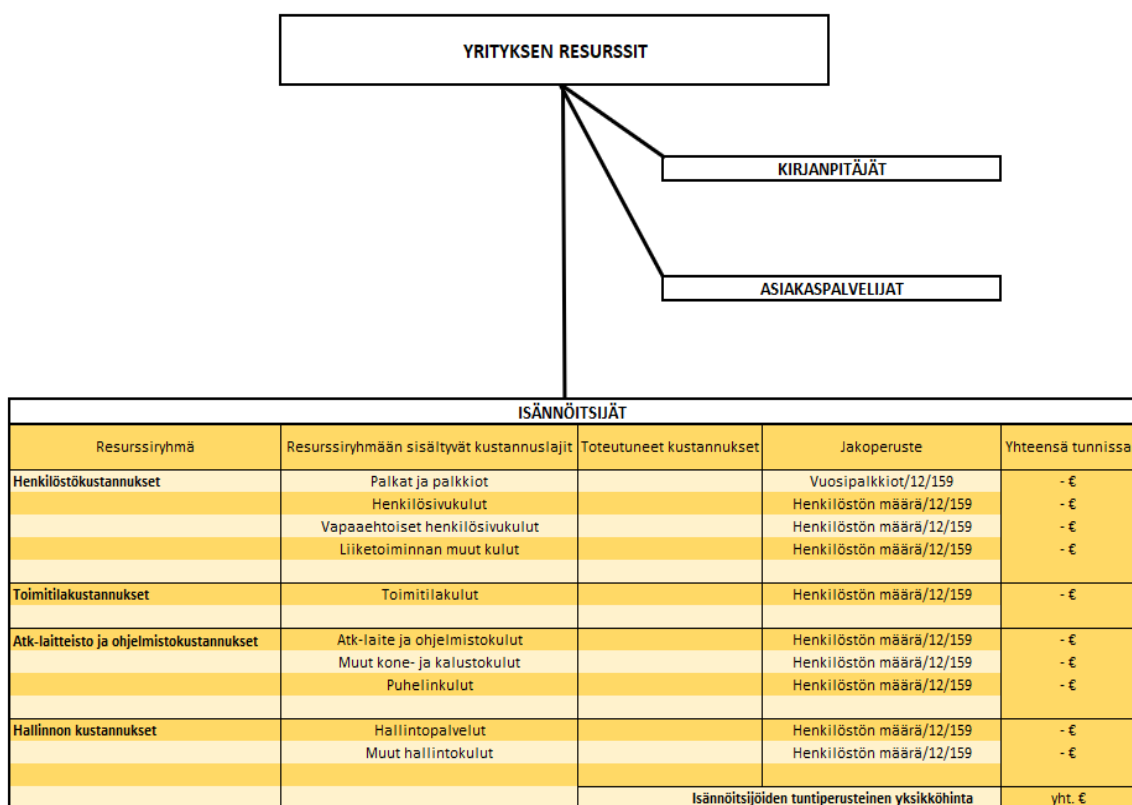 YRITYKSEN RESURSSIT
KIRJANPITÄJÄT
ASIAKASPALVELIJAT
ISÄNNÖITSIJÄT
Resurssiryhmä Resurssiryhmään sisältyvät kustannuslajit Toteutuneet kustannukset Jakoperuste Yhteensä tunnissa
Henkilöstökustannukset Palkat ja palkkiot Vuosipalkkiot/12/159 - €
Henkilösivukulut Henkilöstön määrä/12/159 - €
Vapaaehtoiset henkilösivukulut Henkilöstön määrä/12/159 - €
Liiketoiminnan muut kulut Henkilöstön määrä/12/159 - €
Toimitilakustannukset Toimitilakulut Henkilöstön määrä/12/159 - €
Atk-laitteisto ja ohjelmistokustannukset Atk-laite ja ohjelmistokulut Henkilöstön määrä/12/159 - €
Muut kone- ja kalustokulut Henkilöstön määrä/12/159 - €
Puhelinkulut Henkilöstön määrä/12/159 - €
Hallinnon kustannukset Hallintopalvelut Henkilöstön määrä/12/159 - €
Muut hallintokulut Henkilöstön määrä/12/159 - €
Isännöitsijöiden tuntiperusteinen yksikköhinta yht. €